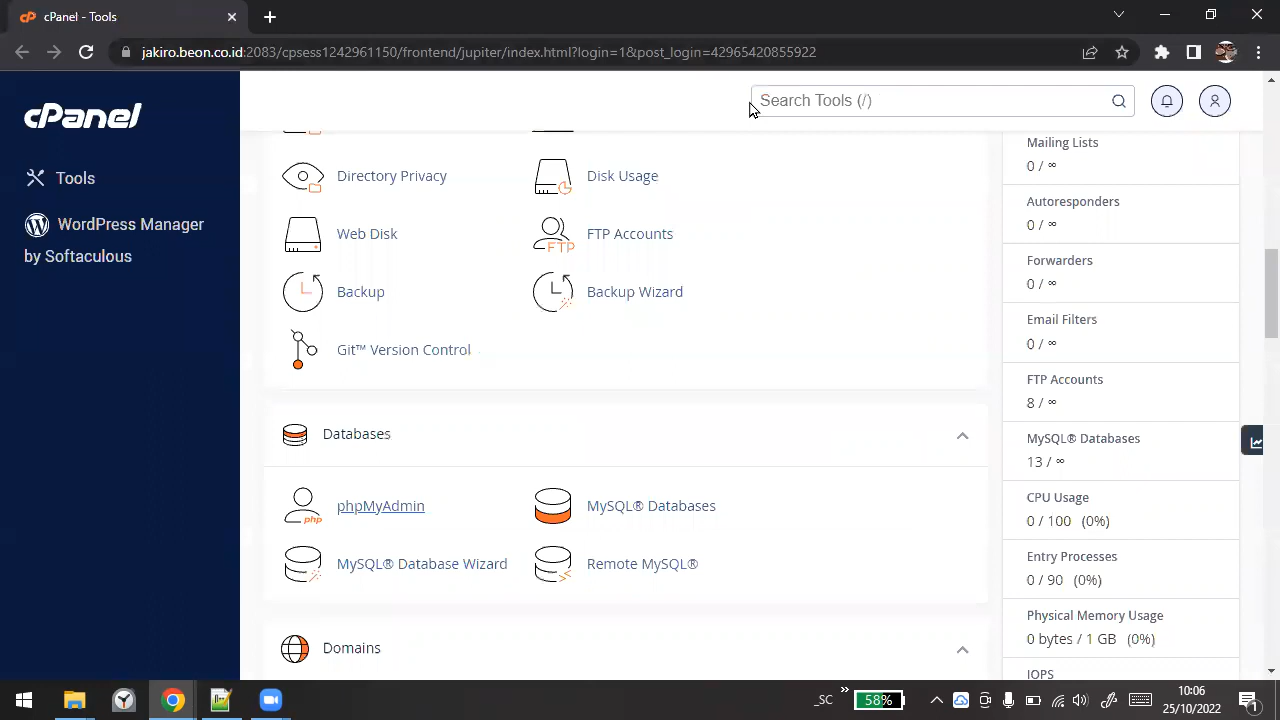 cPanel - Tools
jakiro.beon.co.id:2083/cpsess1242961150/frontend/jupiter/index.html?login=1&post_login=42965420855922
cPanel
Search Tools (/)
Tools
WordPress Manager
by Softaculous
Directory Privacy
Disk Usage
Web Disk
FTP
FTP Accounts
Backup
Backup Wizard
Git™ Version Control
Databases
php
phpMyAdmin
MySQL® Databases
MySQL® Database Wizard
Remote MySQL®
Domains
Mailing Lists
0 / ∞
Autoresponders
0 / ∞
Forwarders
0 / ∞
Email Filters
0 / ∞
FTP Accounts
8 / ∞
MySQL® Databases
13 / ∞
CPU Usage
0 / 100 (0%)
Entry Processes
0 / 90 (0%)
Physical Memory Usage
0 bytes / 1 GB (0%)
IOPS
_SC
58%
10:06
25/10/2022
1